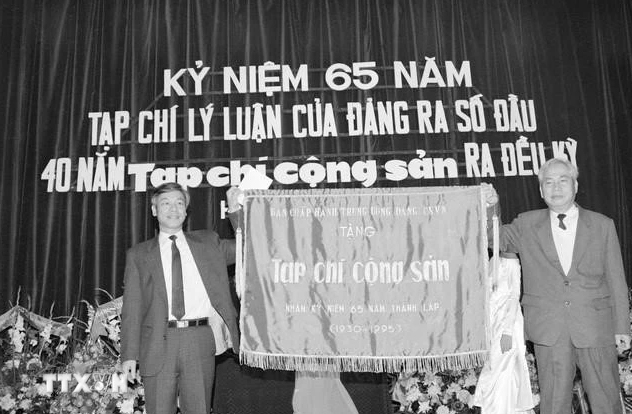 KỶ NIỆM 65 NĂM
TẠP CHÍ LÝ LUẬN CỦA ĐẢNG RA SỐ ĐẦU
40 NĂM Tạp chí cộng sản RA ĐỀU KỲ
BAN CHẤP HÀNH TRUNG ƯƠNG ĐẢNG CSVN
TẶNG
Tạp chí Cộng Sản
NHÂN KỶ NIỆM 65 NĂM THÀNH LẬP
(1930-1995)
TTXVN